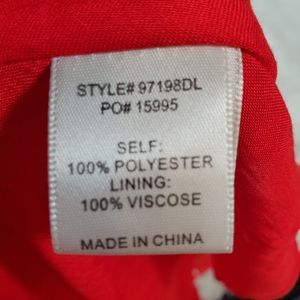 STYLE# 97198DL
PO# 15995
SELF:
100% POLYESTER
LINING:
100% VISCOSE
MADE IN CHINA